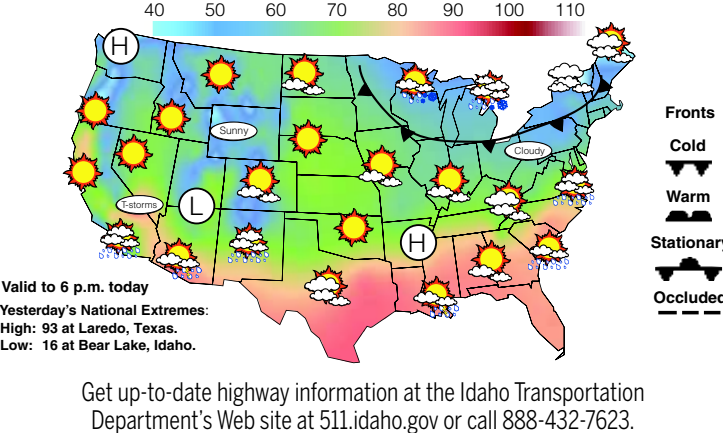 40 50 60 70 80 90 100 110
H
Sunny
Cloudy
T-storms
L
H
Fronts
Cold
Warm
Stationary
Occluded
Valid to 6 p.m. today
Yesterday's National Extremes:
High: 93 at Laredo, Texas.
Low: 16 at Bear Lake, Idaho.
Get up-to-date highway information at the Idaho Transportation
Department's Web site at 511.idaho.gov or call 888-432-7623.